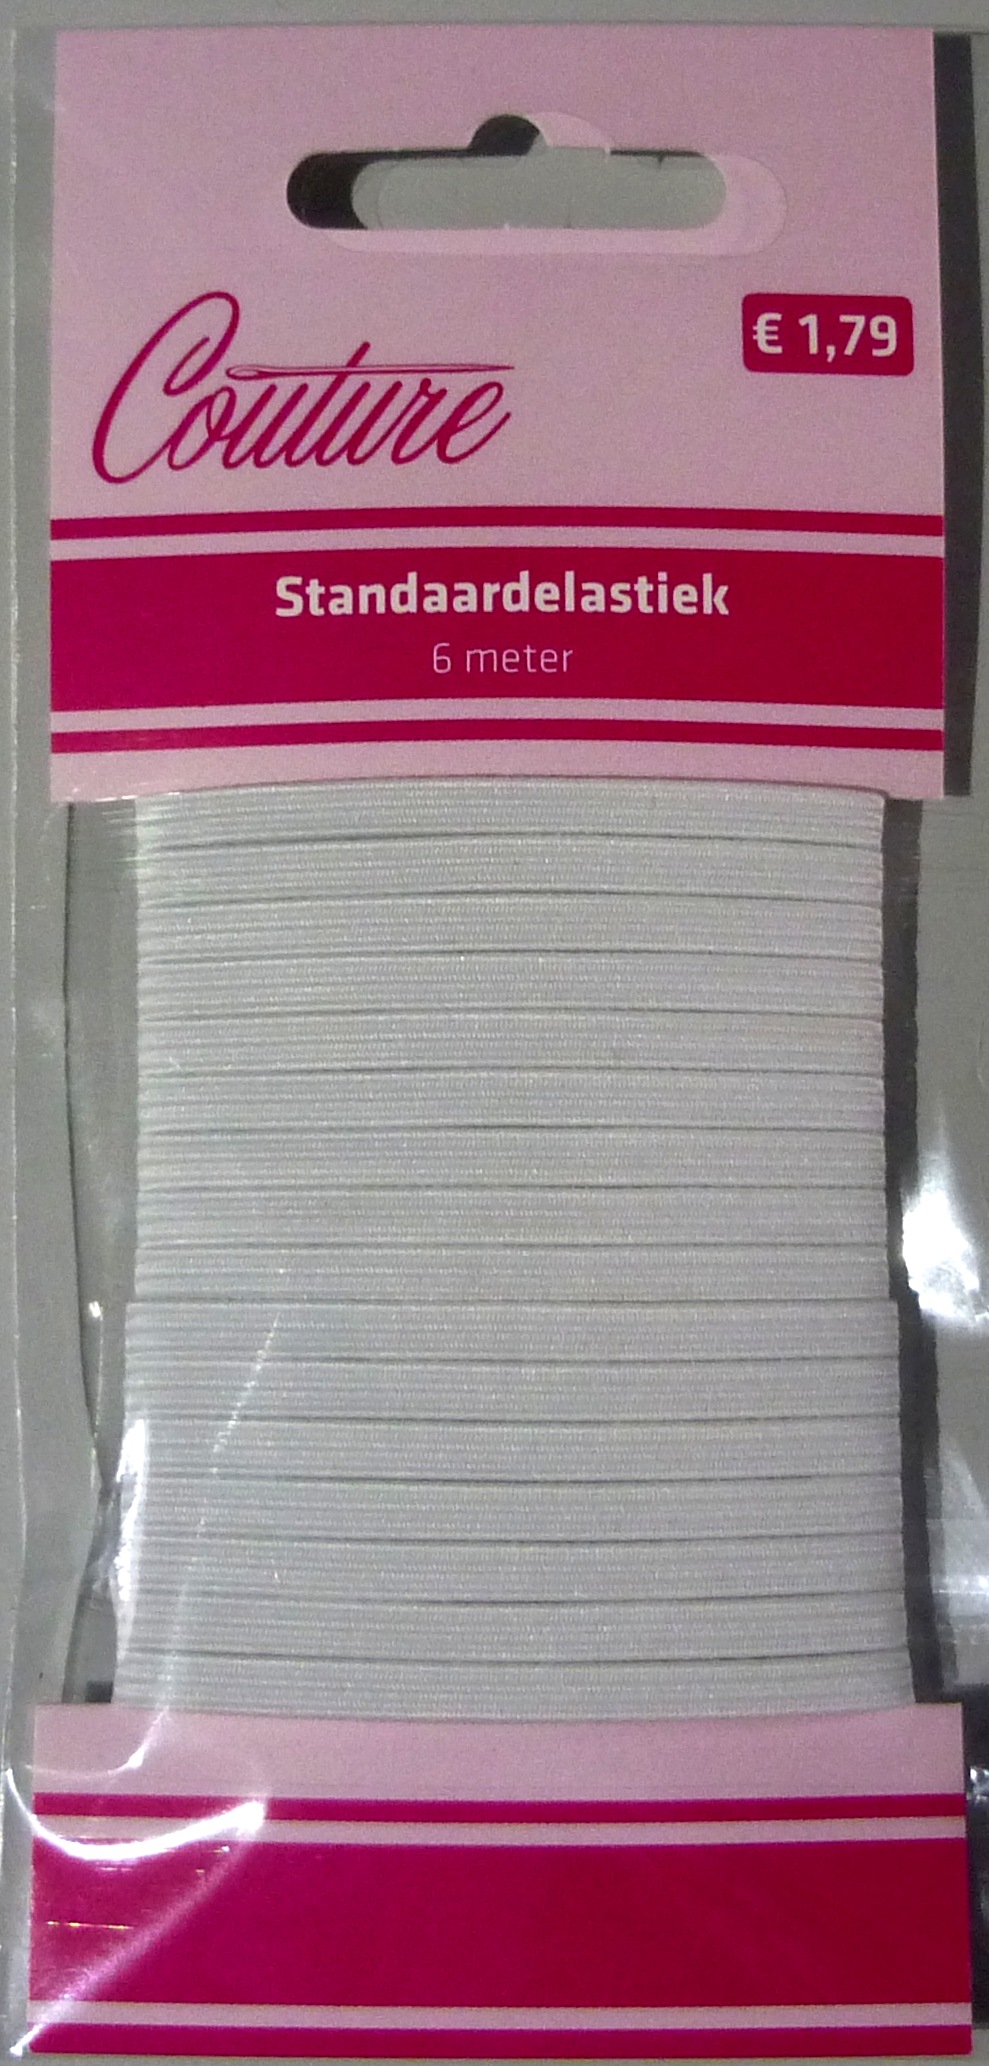 Couture
€ 1,79
Standaardelastiek
6 meter